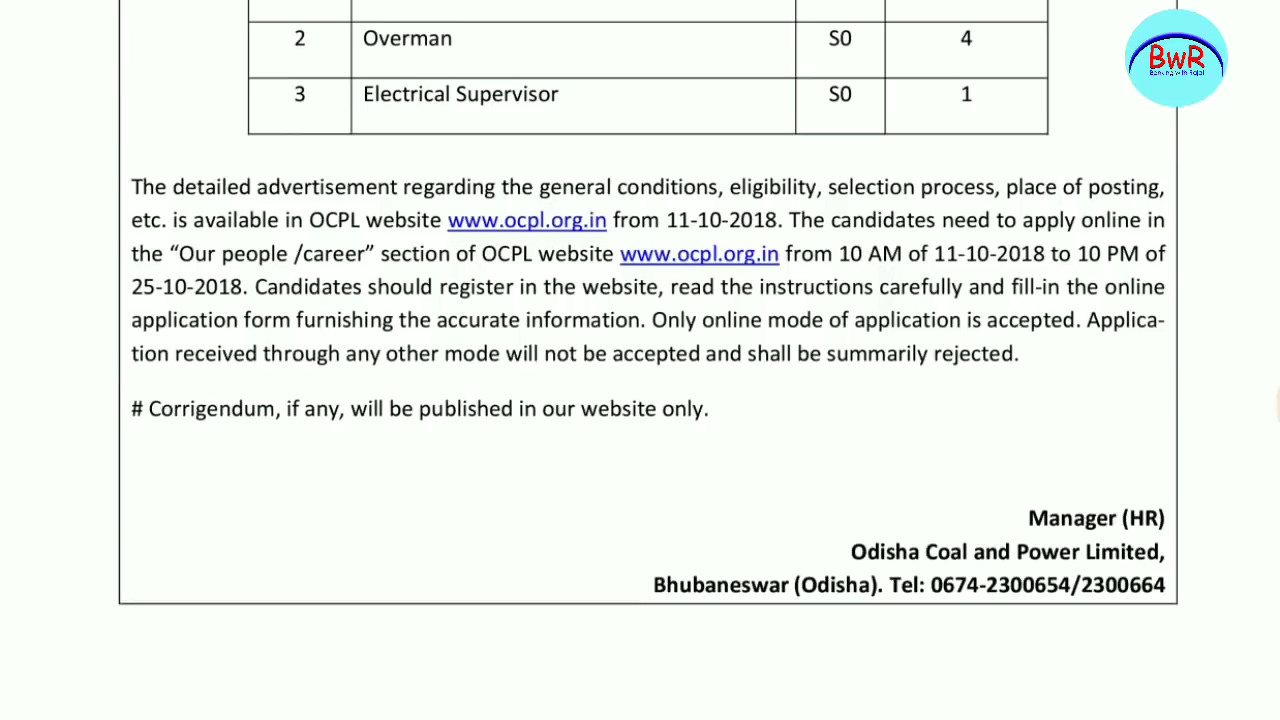 2 Overman S0 4
3 Electrical Supervisor S0 1
BwR
Banking with Rajat
The detailed advertisement regarding the general conditions, eligibility, selection process, place of posting,
etc. is available in OCPL website www.ocpl.org.in from 11-10-2018. The candidates need to apply online in
the “Our people /career” section of OCPL website www.ocpl.org.in from 10 AM of 11-10-2018 to 10 PM of
25-10-2018. Candidates should register in the website, read the instructions carefully and fill-in the online
application form furnishing the accurate information. Only online mode of application is accepted. Applica-
tion received through any other mode will not be accepted and shall be summarily rejected.
# Corrigendum, if any, will be published in our website only.
Manager (HR)
Odisha Coal and Power Limited,
Bhubaneswar (Odisha). Tel: 0674-2300654/2300664